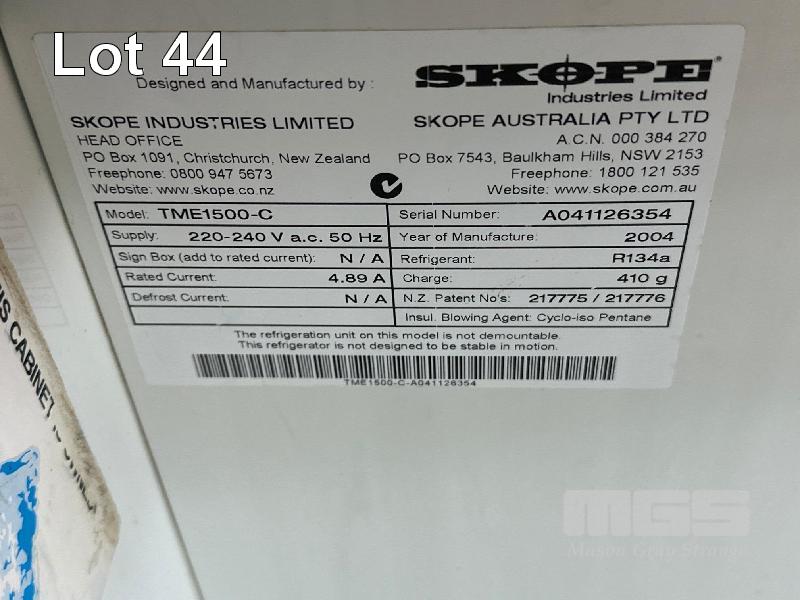 Lot 44
Designed and Manufactured by : SKOPE®
Industries Limited
SKOPE INDUSTRIES LIMITED
HEAD OFFICE
PO Box 1091, Christchurch, New Zealand
Freephone: 0800 947 5673
Website: www.skope.co.nz
SKOPE AUSTRALIA PTY LTD
A.C.N. 000 384 270
PO Box 7543, Baulkham Hills, NSW 2153
Freephone: 1800 121 535
Website: www.skope.com.au
Model: TME1500-C Serial Number: A041126354
Supply: 220-240 V a.c. 50 Hz Year of Manufacture: 2004
Sign Box (add to rated current): N / A Refrigerant: R134a
Rated Current: 4.89 A Charge: 410 g
Defrost Current: N / A N.Z. Patent No's: 217775 / 217776
Insul. Blowing Agent: Cyclo-iso Pentane
The refrigeration unit on this model is not demountable.
This refrigerator is not designed to be stable in motion.
TME1500-C-A041126354
CABINET
MGS
Mason Gray Strange